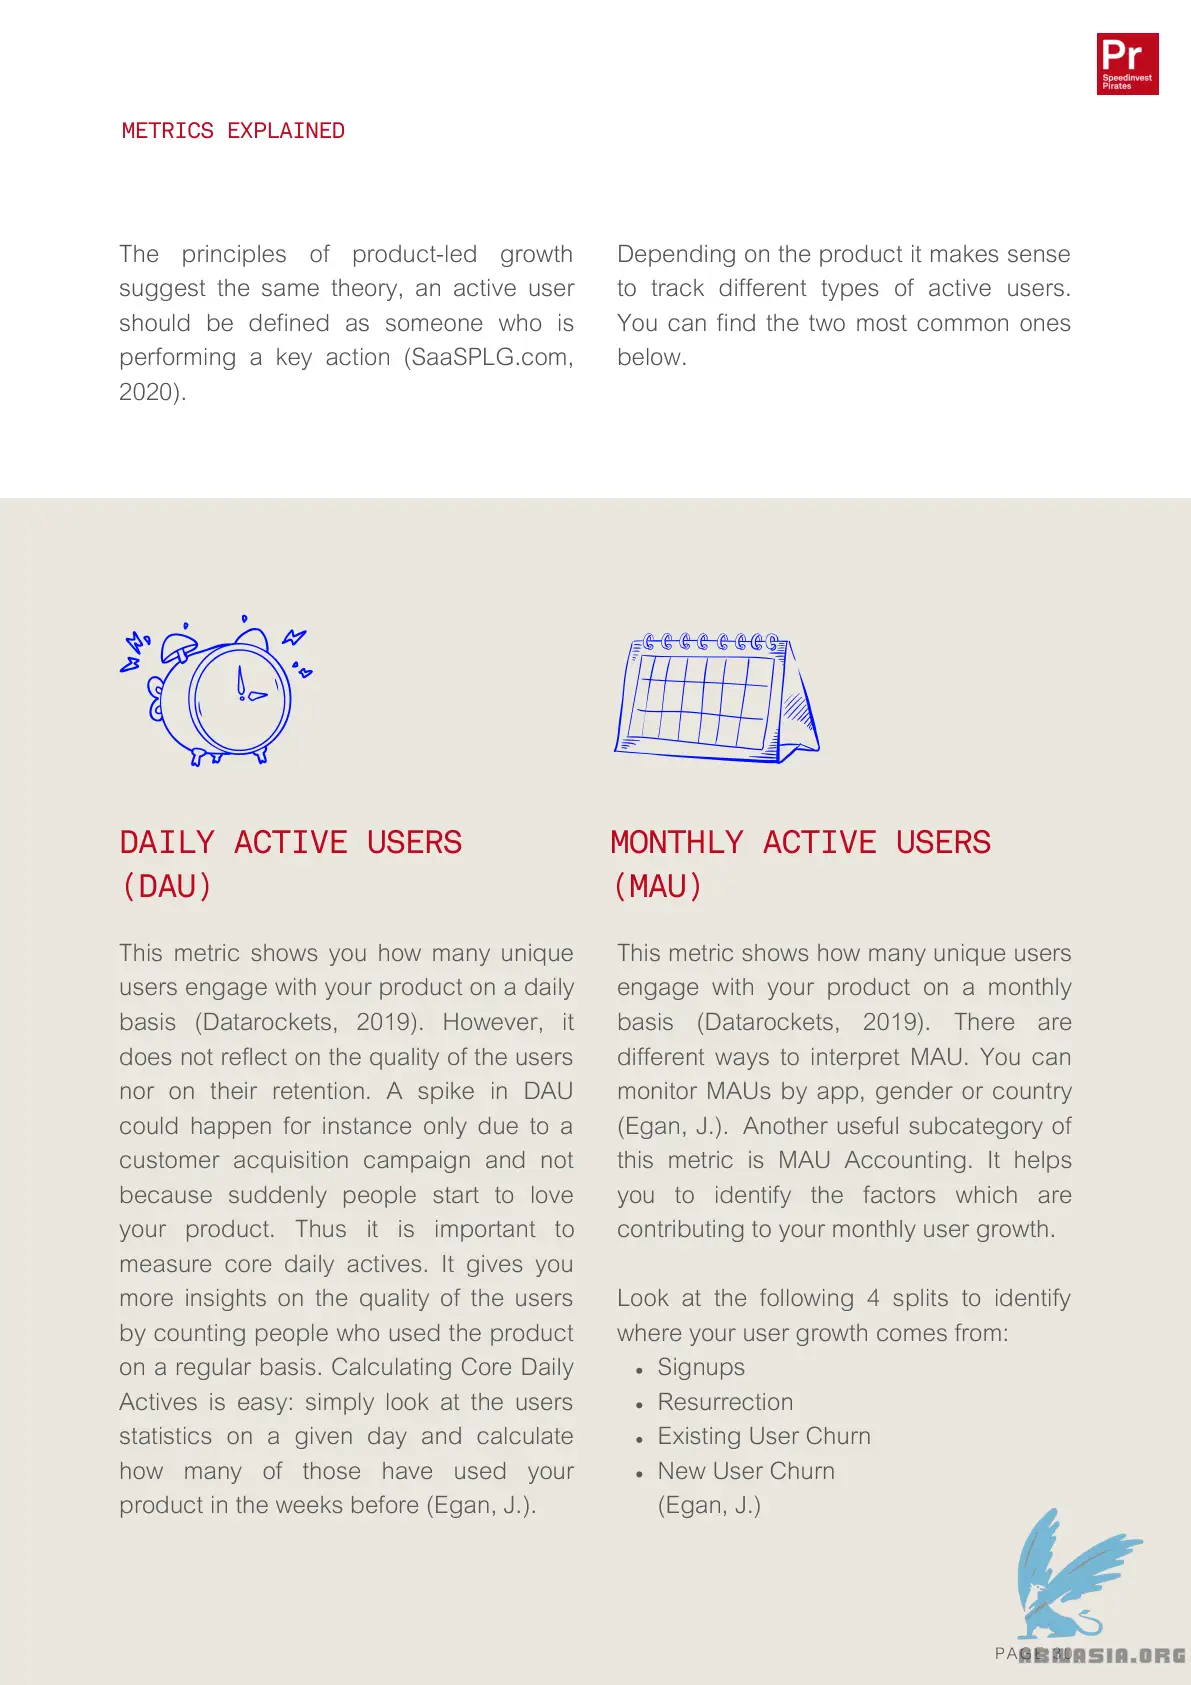 Pr
Speedinvest
Pirates
METRICS EXPLAINED
The principles of product-led growth
suggest the same theory, an active user
should be defined as someone who is
performing a key action (SaaSPLG.com,
2020).
Depending on the product it makes sense
to track different types of active users.
You can find the two most common ones
below.
DAILY ACTIVE USERS
(DAU)
This metric shows you how many unique
users engage with your product on a daily
basis (Datarockets, 2019). However, it
does not reflect on the quality of the users
nor on their retention. A spike in DAU
could happen for instance only due to a
customer acquisition campaign and not
because suddenly people start to love
your product. Thus it is important to
measure core daily actives. It gives you
more insights on the quality of the users
by counting people who used the product
on a regular basis. Calculating Core Daily
Actives is easy: simply look at the users
statistics on a given day and calculate
how many of those have used your
product in the weeks before (Egan, J.).
MONTHLY ACTIVE USERS
(MAU)
This metric shows how many unique users
engage with your product on a monthly
basis (Datarockets, 2019). There are
different ways to interpret MAU. You can
monitor MAUs by app, gender or country
(Egan, J.). Another useful subcategory of
this metric is MAU Accounting. It helps
you to identify the factors which are
contributing to your monthly user growth.
Look at the following 4 splits to identify
where your user growth comes from:
• Signups
• Resurrection
• Existing User Churn
• New User Churn
(Egan, J.)
PAGE 30
ABIVASIA.ORG